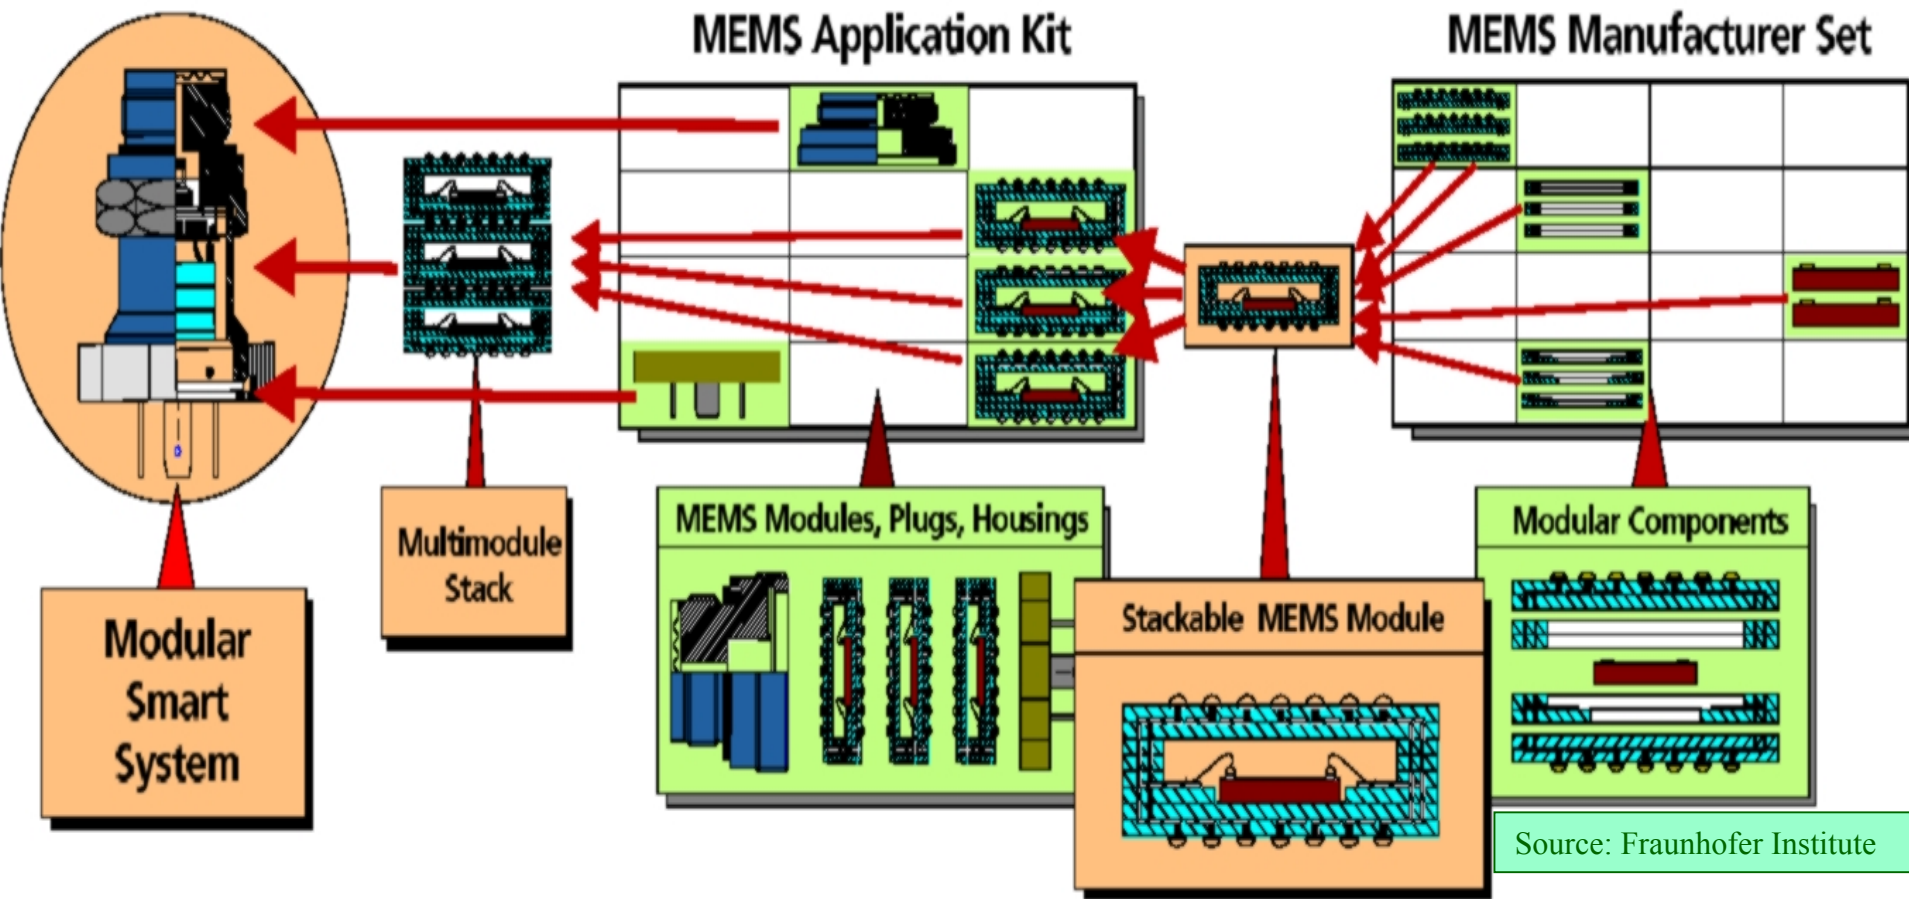 MEMS Application Kit
MEMS Manufacturer Set
MEMS Modules, Plugs, Housings
Modular Components
Multimodule
Stack
Stackable MEMS Module
Modular
Smart
System
Source: Fraunhofer Institute